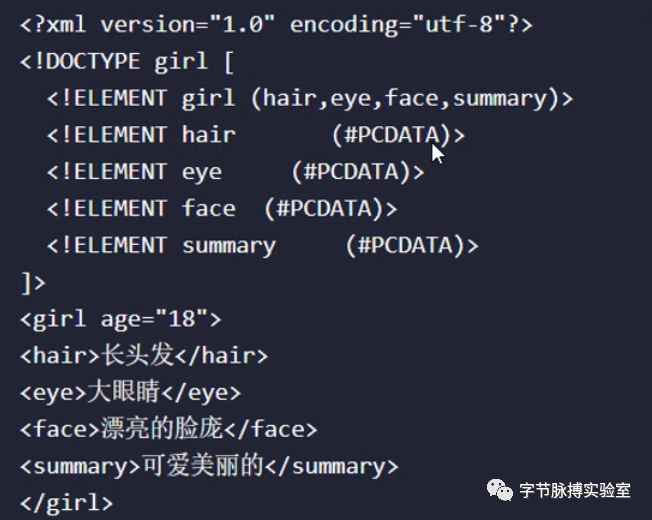 <?xml version="1.0" encoding="utf-8"?>
<!DOCTYPE girl [
<!ELEMENT girl (hair,eye,face,summary)>
<!ELEMENT hair (#PCDATA)>
<!ELEMENT eye (#PCDATA)>
<!ELEMENT face (#PCDATA)>
<!ELEMENT summary (#PCDATA)>
]>
<girl age="18">
<hair>长头发</hair>
<eye>大眼睛</eye>
<face>漂亮的脸庞</face>
<summary>可爱美丽的</summary>
</girl>
字节脉搏实验室